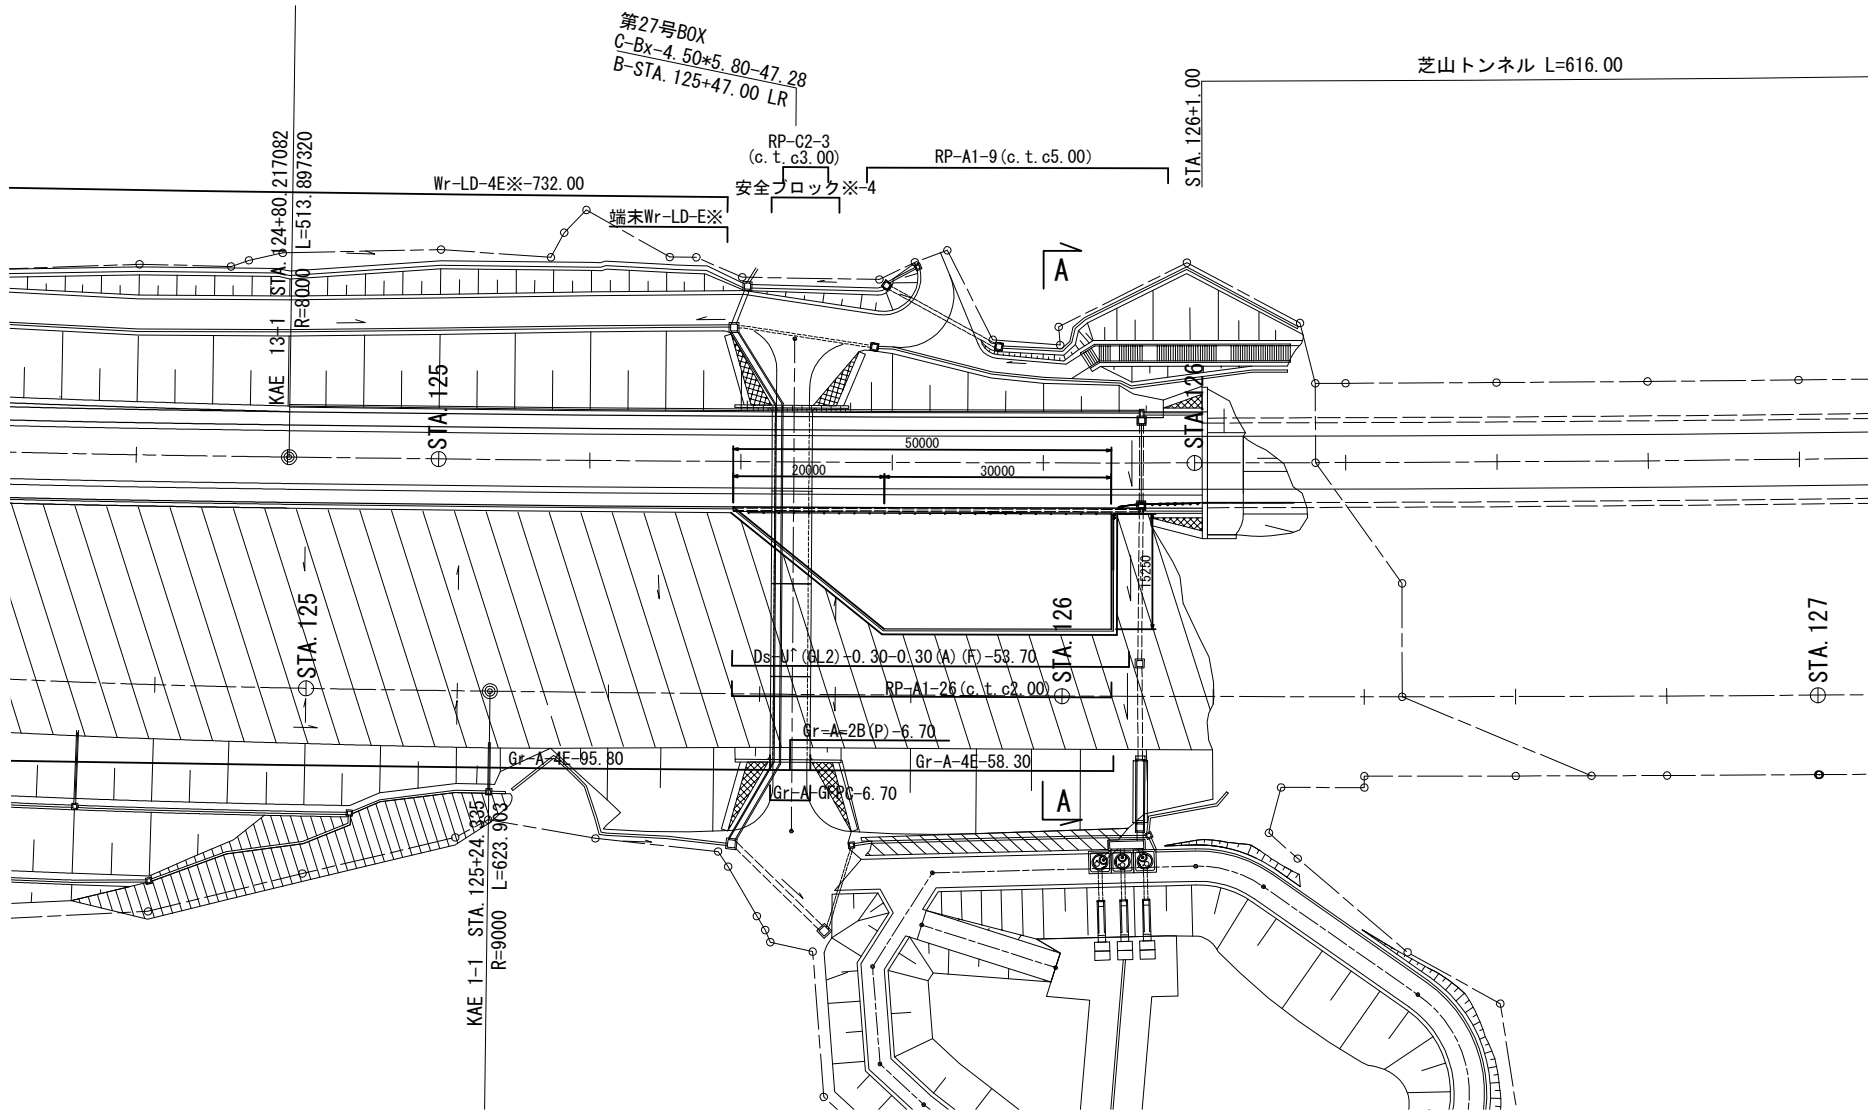 第27号BOX
C-Bx-4.50*5.80-47.28
B-STA.125+47.00 LR
芝山トンネル L=616.00
STA.126+1.00
RP-C2-3
(c.t.c3.00)
RP-A1-9(c.t.c5.00)
Wr-LD-4E※-732.00
安全ブロック※-4
端末Wr-LD-E※
KAE 13-1 STA.124+80.217082
R=8000 L=513.897320
A
STA.125
STA.126
50000
20000
30000
15250
STA.125
STA.126
STA.127
RP-A1-26(c.t.c2.00)
Gr=A=2B(P)-6.70
Gr-A-4E-95.80
Gr-A-4E-58.30
A
KAE 1-1 STA.125+24.335
R=9000 L=623.903